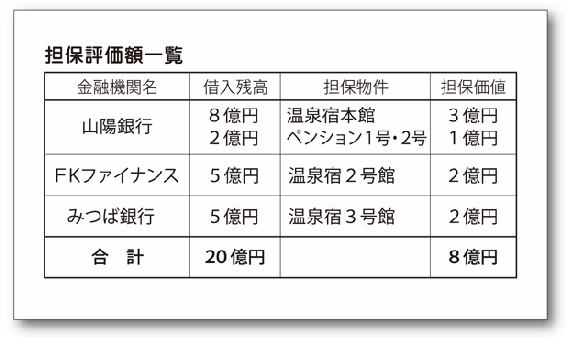 担保評価額一覧
金融機関名 借入残高 担保物件 担保価値
山陽銀行 8億円 温泉宿本館 3億円
2億円 ペンション1号・2号 1億円
FKファイナンス 5億円 温泉宿2号館 2億円
みつば銀行 5億円 温泉宿3号館 2億円
合計 20億円 8億円